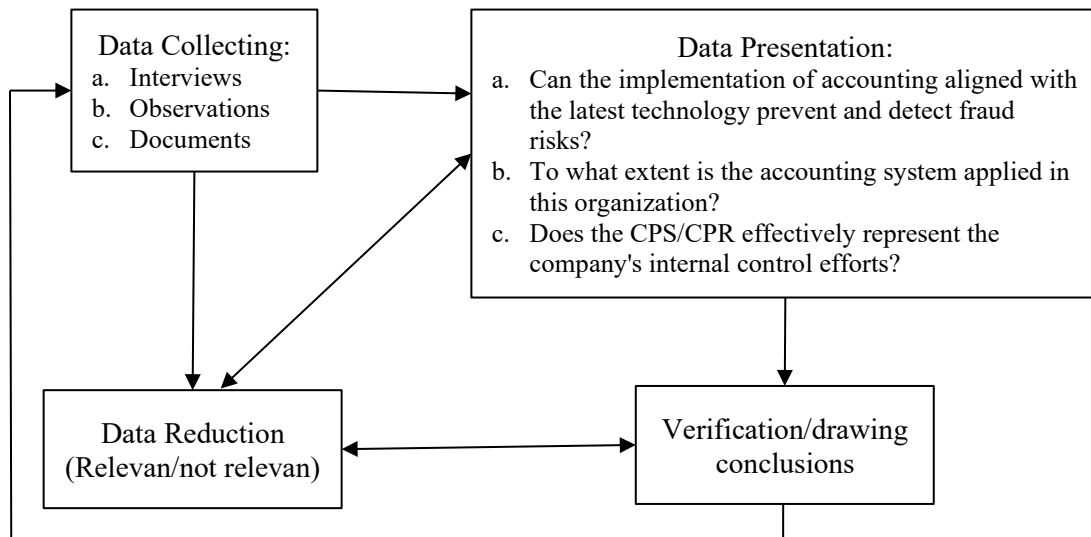 Data Collecting:
a. Interviews
b. Observations
c. Documents
Data Presentation:
a. Can the implementation of accounting aligned with
the latest technology prevent and detect fraud
risks?
b. To what extent is the accounting system applied in
this organization?
c. Does the CPS/CPR effectively represent the
company's internal control efforts?
Data Reduction
(Relevan/not relevan)
Verification/drawing
conclusions